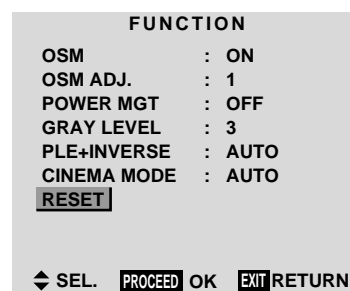 FUNCTION
OSM : ON
OSM ADJ. : 1
POWER MGT : OFF
GRAY LEVEL : 3
PLE+INVERSE : AUTO
CINEMA MODE : AUTO
RESET
SEL. PROCEED OK EXIT RETURN